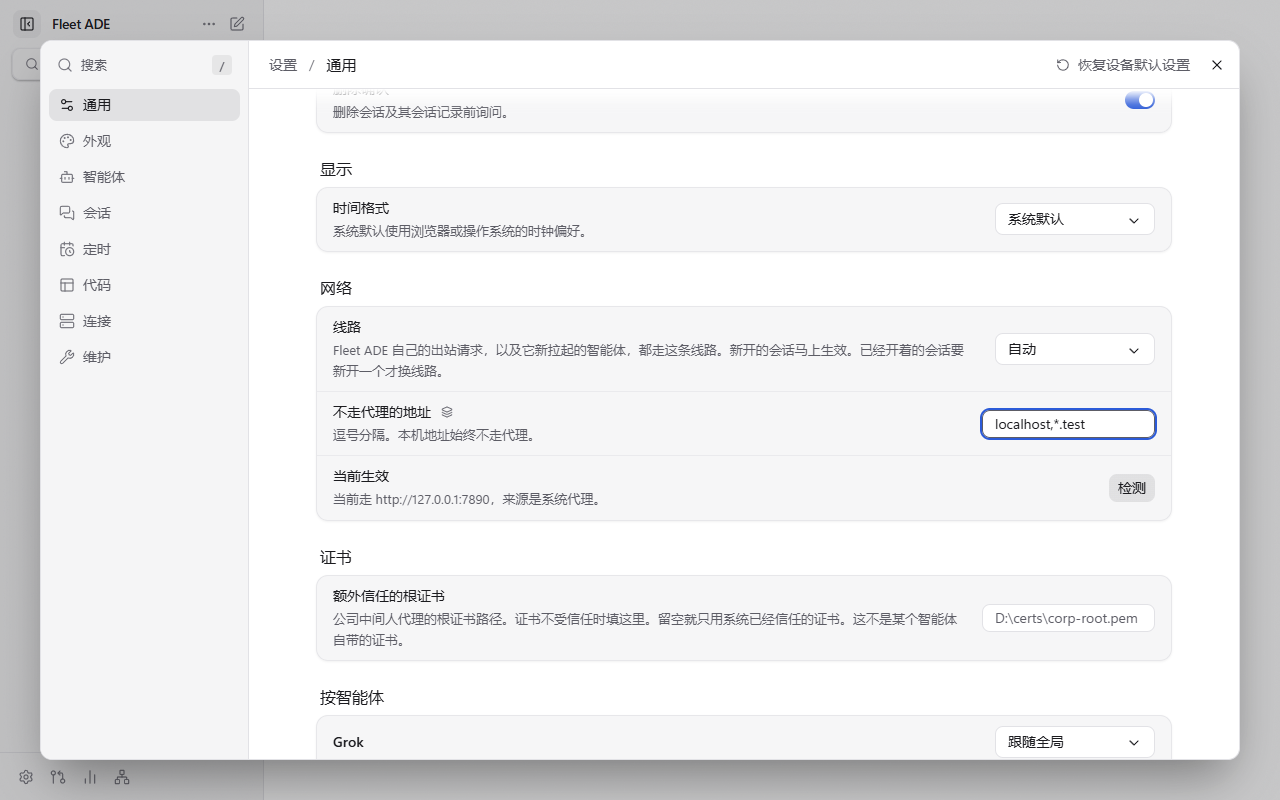 Fleet ADE
搜索
/
通用
外观
智能体
会话
定时
代码
连接
维护
设置 / 通用
恢复设备默认设置
删除会话及其会话记录前询问。
显示
时间格式
系统默认使用浏览器或操作系统的时钟偏好。
系统默认
网络
线路
Fleet ADE 自己的出站请求，以及它新拉起的智能体，都走这条线路。新开的会话马上生效。已经开着的会话要
新开一个才换线路。
自动
不走代理的地址
逗号分隔。本机地址始终不走代理。
localhost,*.test
当前生效
当前走 http://127.0.0.1:7890，来源是系统代理。
检测
证书
额外信任的根证书
公司中间人代理的根证书路径。证书不受信任时填这里。留空就只用系统已经信任的证书。这不是某个智能体
自带的证书。
D:\certs\corp-root.pem
按智能体
Grok
跟随全局